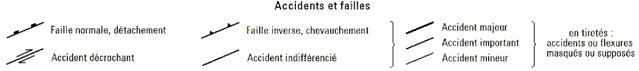 Accidents et failles
Faille normale, détachement
Accident décrochant
Faille inverse, chevauchement
Accident indifférencié
Accident majeur
Accident important
Accident mineur
en tiretés :
accidents ou flexures
masqués ou supposés